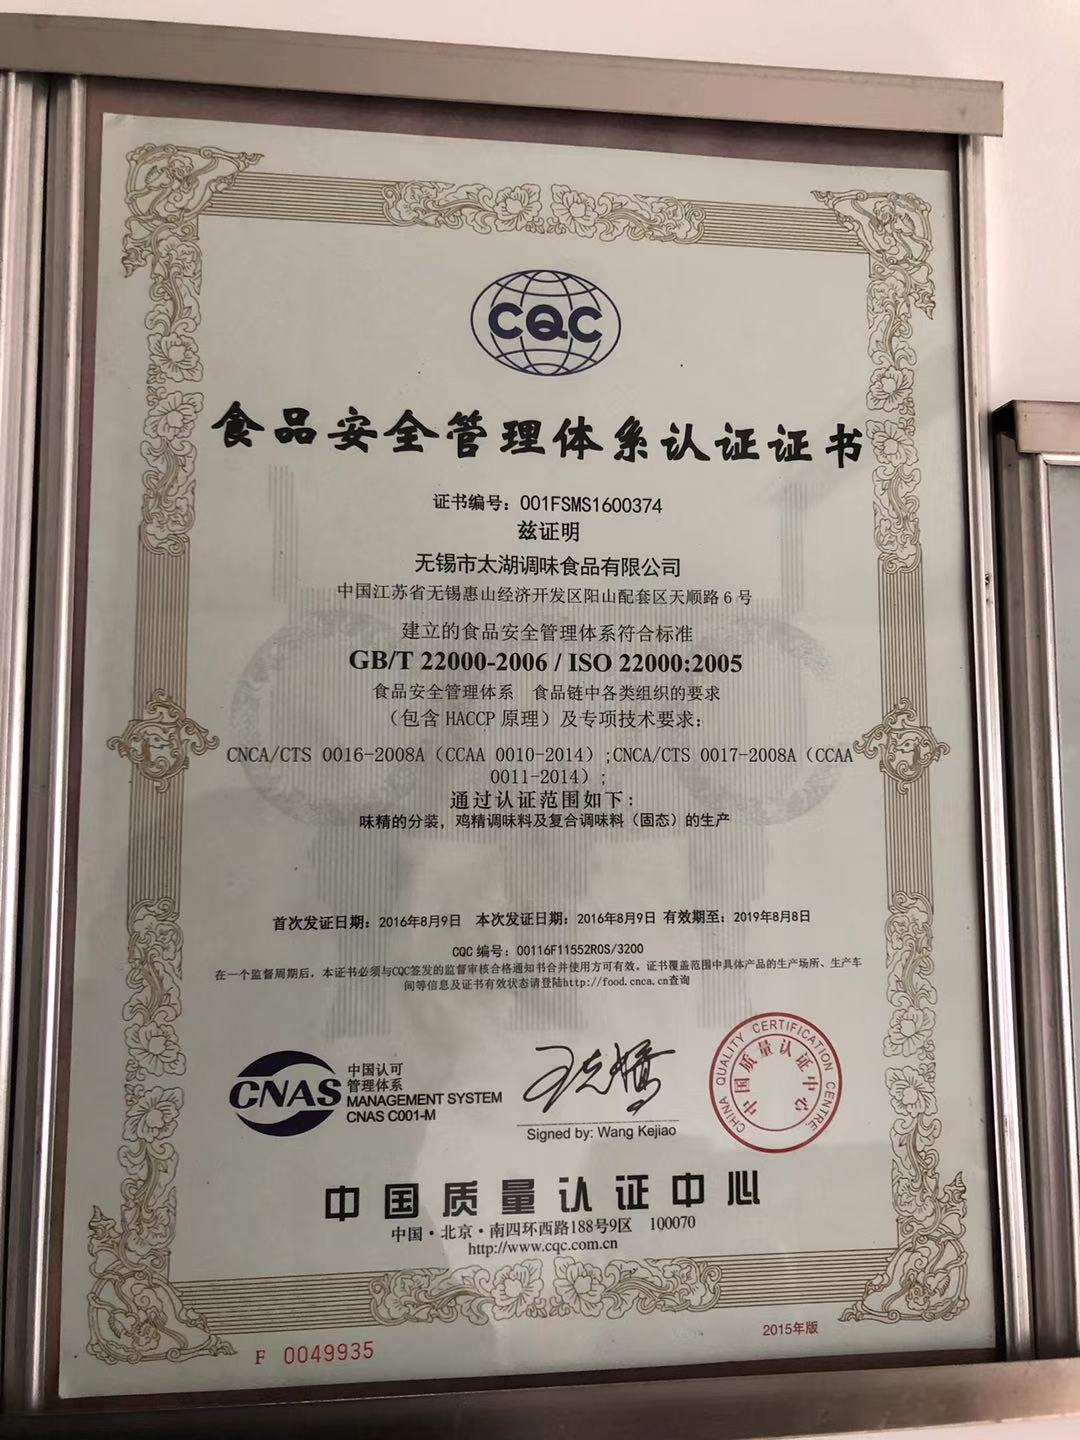 CQC
食品安全管理体系认证证书
证书编号：001FSMS1600374
兹证明
无锡市太湖调味食品有限公司
中国江苏省无锡惠山经济开发区阳山配套区天顺路6号
建立的食品安全管理体系符合标准
GB/T 22000-2006 / ISO 22000:2005
食品安全管理体系 食品链中各类组织的要求
（包含 HACCP 原理）及专项技术要求：
CNCA/CTS 0016-2008A（CCAA 0010-2014）;CNCA/CTS 0017-2008A（CCAA
0011-2014）;
通过认证范围如下：
味精的分装，鸡精调味料及复合调味料（固态）的生产
首次发证日期：2016年8月9日 本次发证日期：2016年8月9日 有效期至：2019年8月8日
CQC 编号：00116F11552R0S/3200
在一个监督周期后，本证书必须与CQC签发的监督审核合格通知书合并使用方可有效。证书覆盖范围中具体产品的生产场所、生产车
间等信息及证书有效状态请登陆http://food.cnca.cn查询
CNAS
中国认可
管理体系
MANAGEMENT SYSTEM
CNAS C001-M
王克娇
Signed by: Wang Kejiao
CHINA QUALITY CERTIFICATION CENTRE
中国质量认证中心
中国质量认证中心
中国·北京·南四环西路188号9区 100070
http://www.cqc.com.cn
2015年版
F 0049935